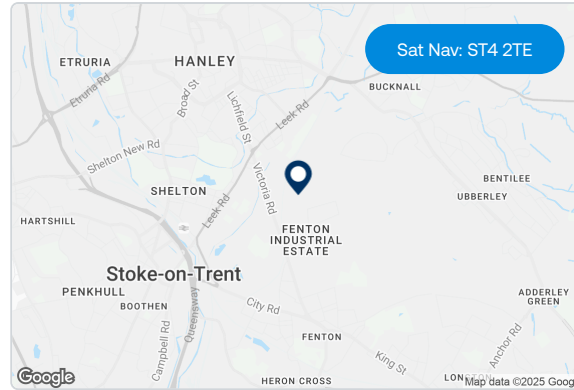 Sat Nav: ST4 2TE
ETRURIA
HANLEY
Etruria Rd
Broad St
Lichfield St
Leek Rd
BUCKNALL
Shelton New Rd
SHELTON
Victoria Rd
Leek Rd
BENTILEE
UBBERLEY
HARTSHILL
FENTON
INDUSTRIAL
ESTATE
Stoke-on-Trent
PENKHULL
BOOTHEN
City Rd
ADDERLEY
GREEN
Campbell Rd
Queensway
FENTON
King St
Anchor Rd
HERON CROSS
Google
Map data ©2025 Google